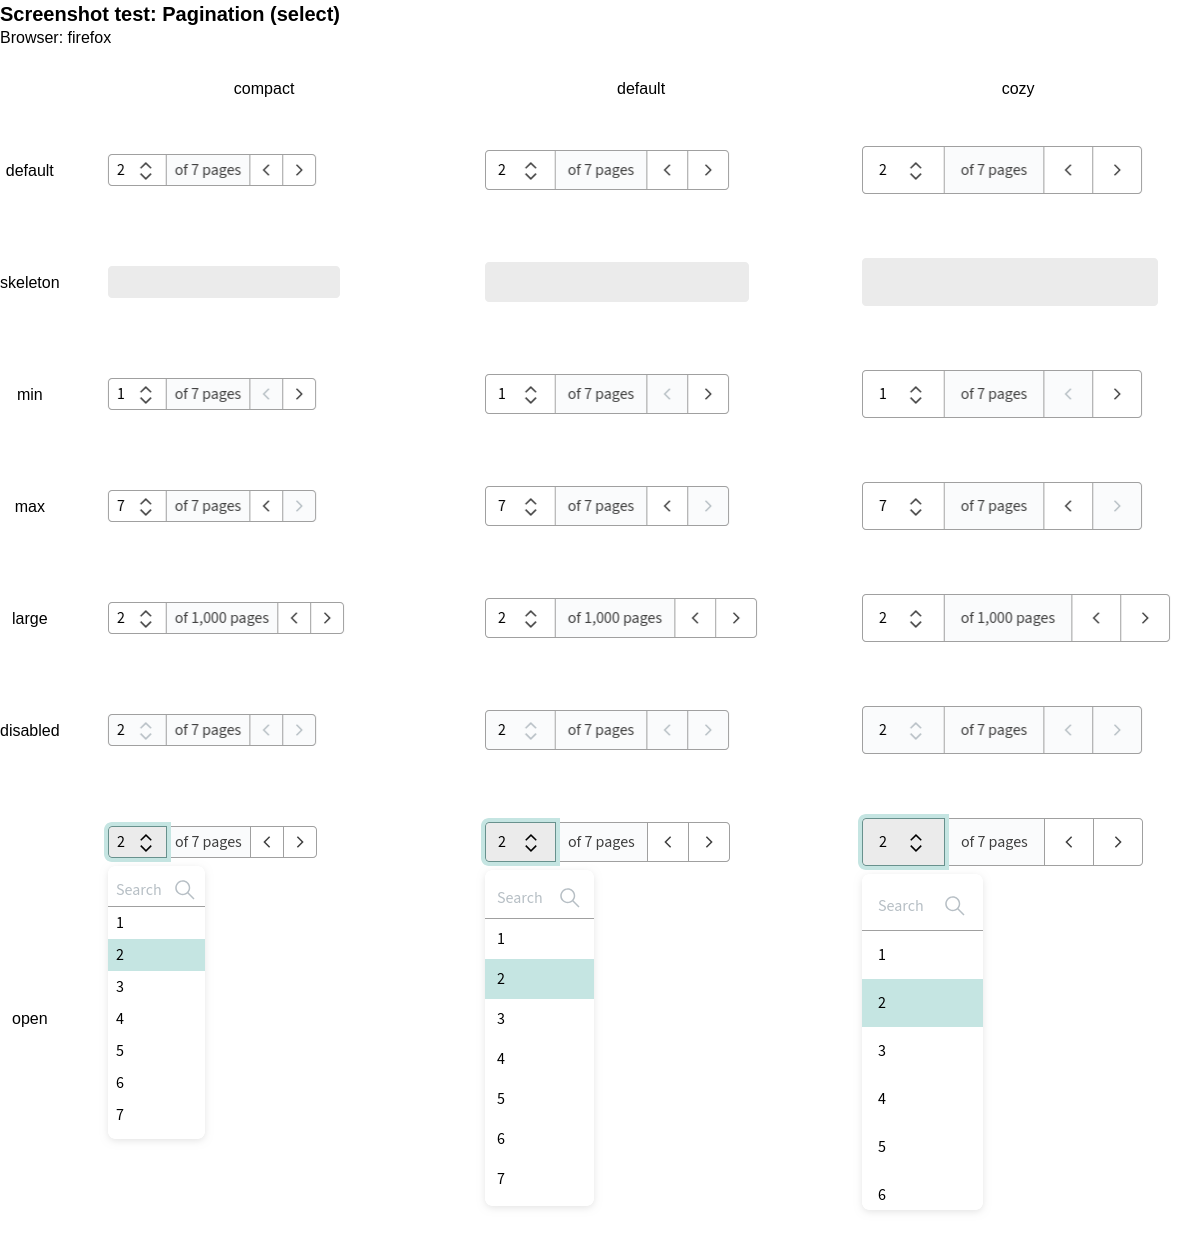 Screenshot test: Pagination (select)
Browser: firefox
compact default cozy
default 2 of 7 pages 2 of 7 pages 2 of 7 pages
skeleton
min 1 of 7 pages 1 of 7 pages 1 of 7 pages
max 7 of 7 pages 7 of 7 pages 7 of 7 pages
large 2 of 1,000 pages 2 of 1,000 pages 2 of 1,000 pages
disabled 2 of 7 pages 2 of 7 pages 2 of 7 pages
open
2 of 7 pages
Search
1
2
3
4
5
6
7
2 of 7 pages
Search
1
2
3
4
5
6
7
2 of 7 pages
Search
1
2
3
4
5
6